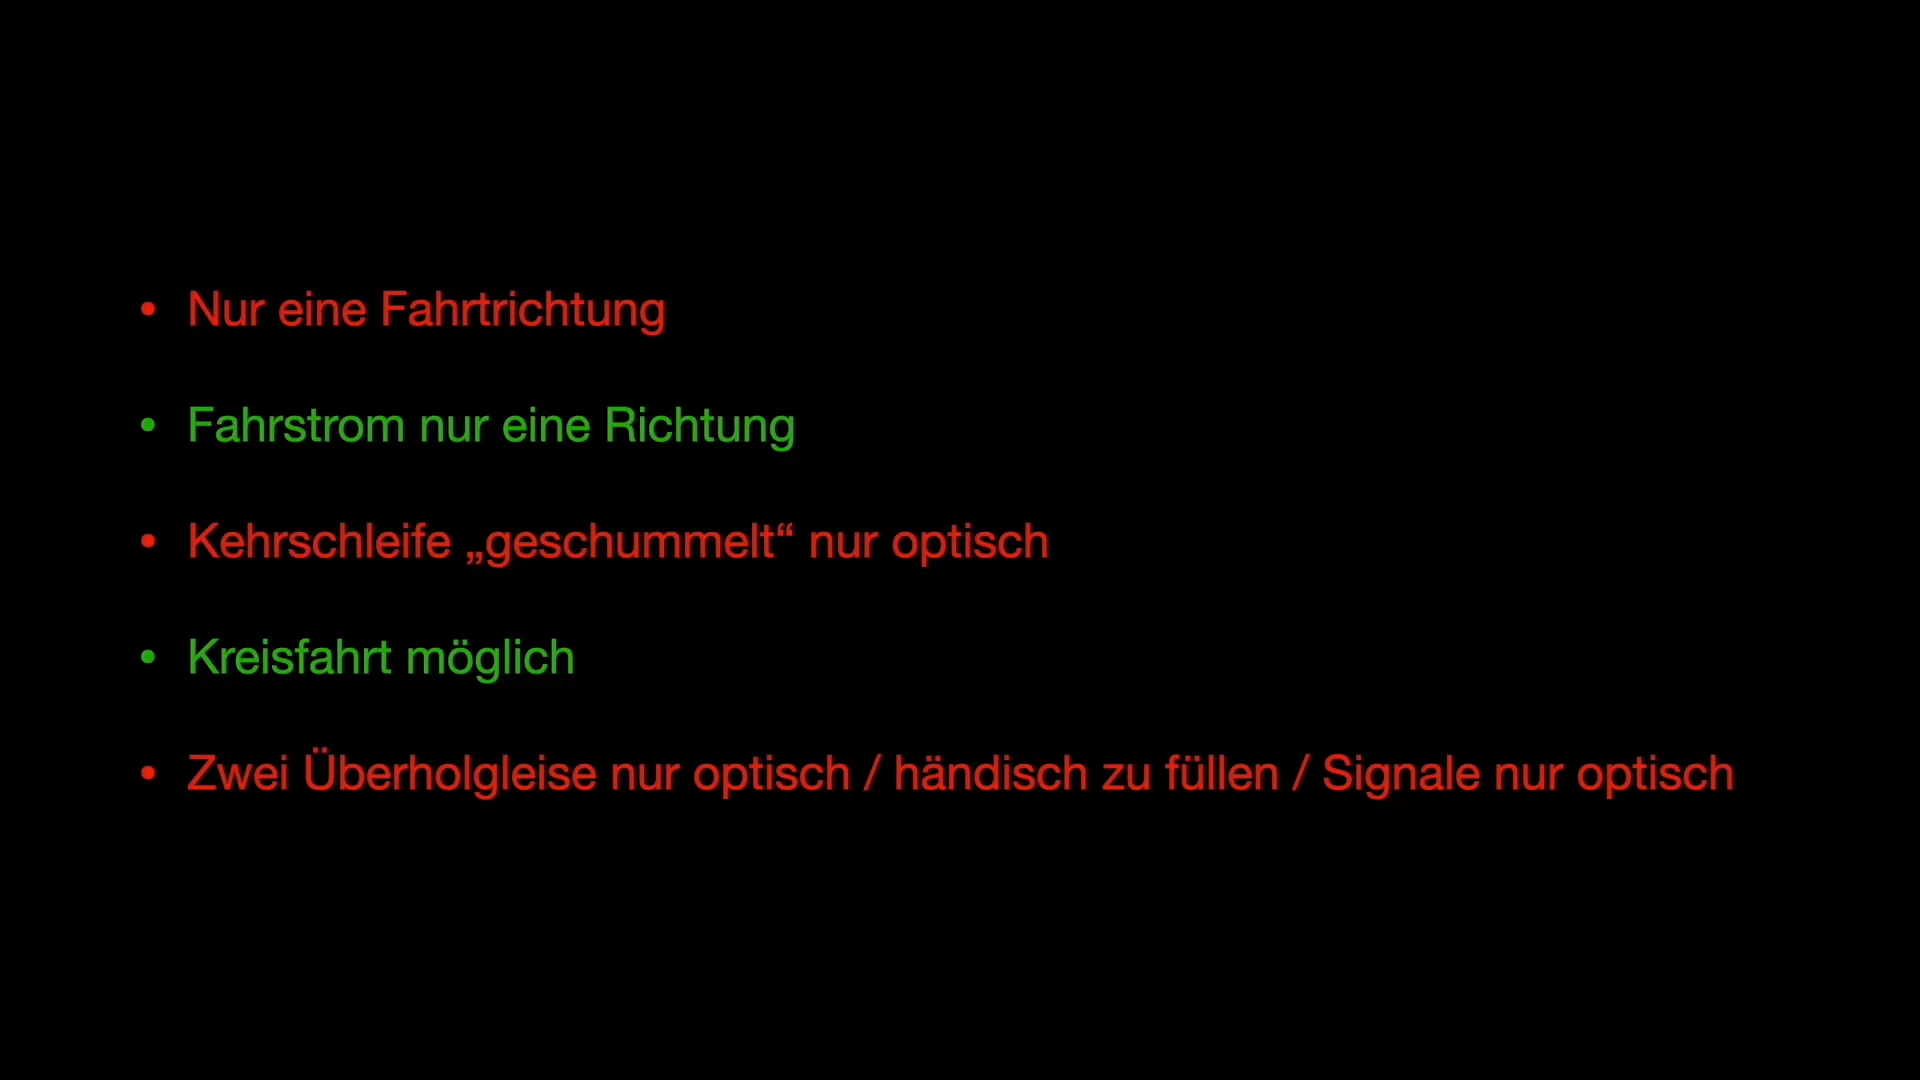 • Nur eine Fahrtrichtung
• Fahrstrom nur eine Richtung
• Kehrschleife „geschummelt“ nur optisch
• Kreisfahrt möglich
• Zwei Überholgleise nur optisch / händisch zu füllen / Signale nur optisch